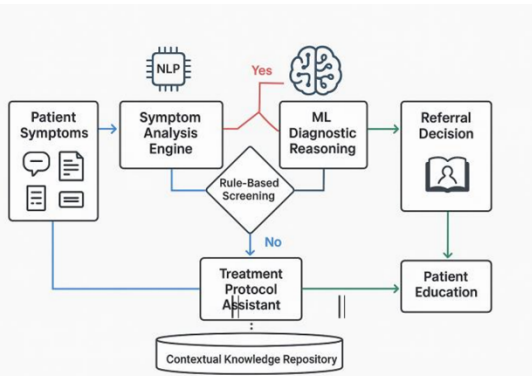 NLP
Yes
Patient
Symptoms
Symptom
Analysis
Engine
ML
Diagnostic
Reasoning
Referral
Decision
Rule-Based
Screening
No
Treatment
Protocol
Assistant
Patient
Education
Contextual Knowledge Repository